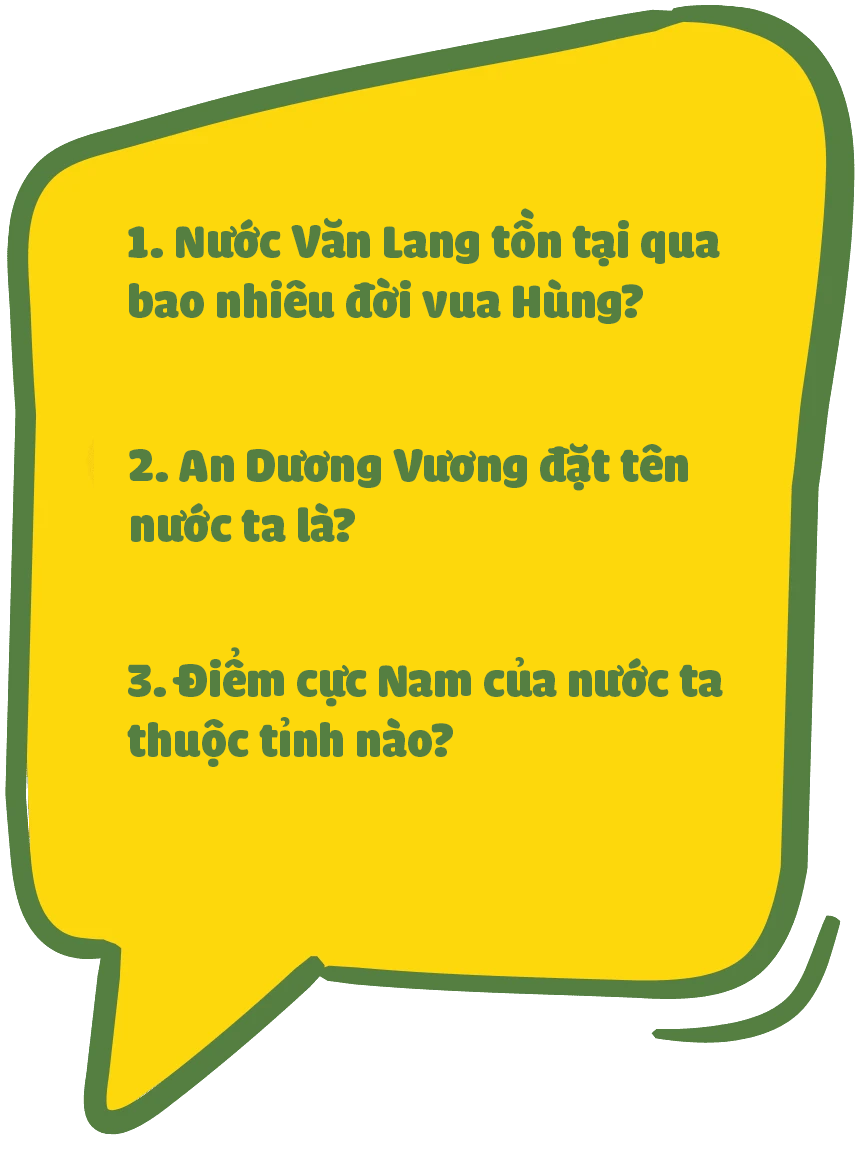 1. Nước Văn Lang tồn tại qua
bao nhiêu đời vua Hùng?
2. An Dương Vương đặt tên
nước ta là?
3. Điểm cực Nam của nước ta
thuộc tỉnh nào?